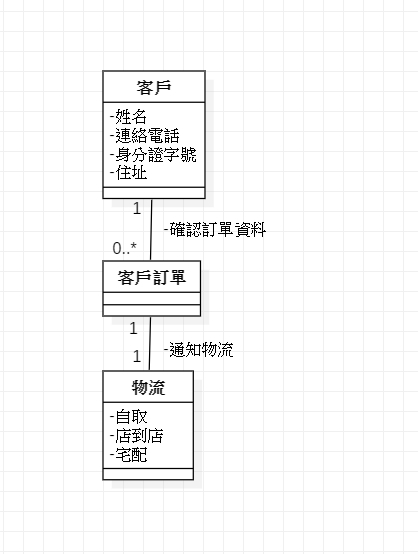 客戶
-姓名
-連絡電話
-身分證字號
-住址
1
-確認訂單資料
0..*
客戶訂單
1
-通知物流
1
物流
-自取
-店到店
-宅配